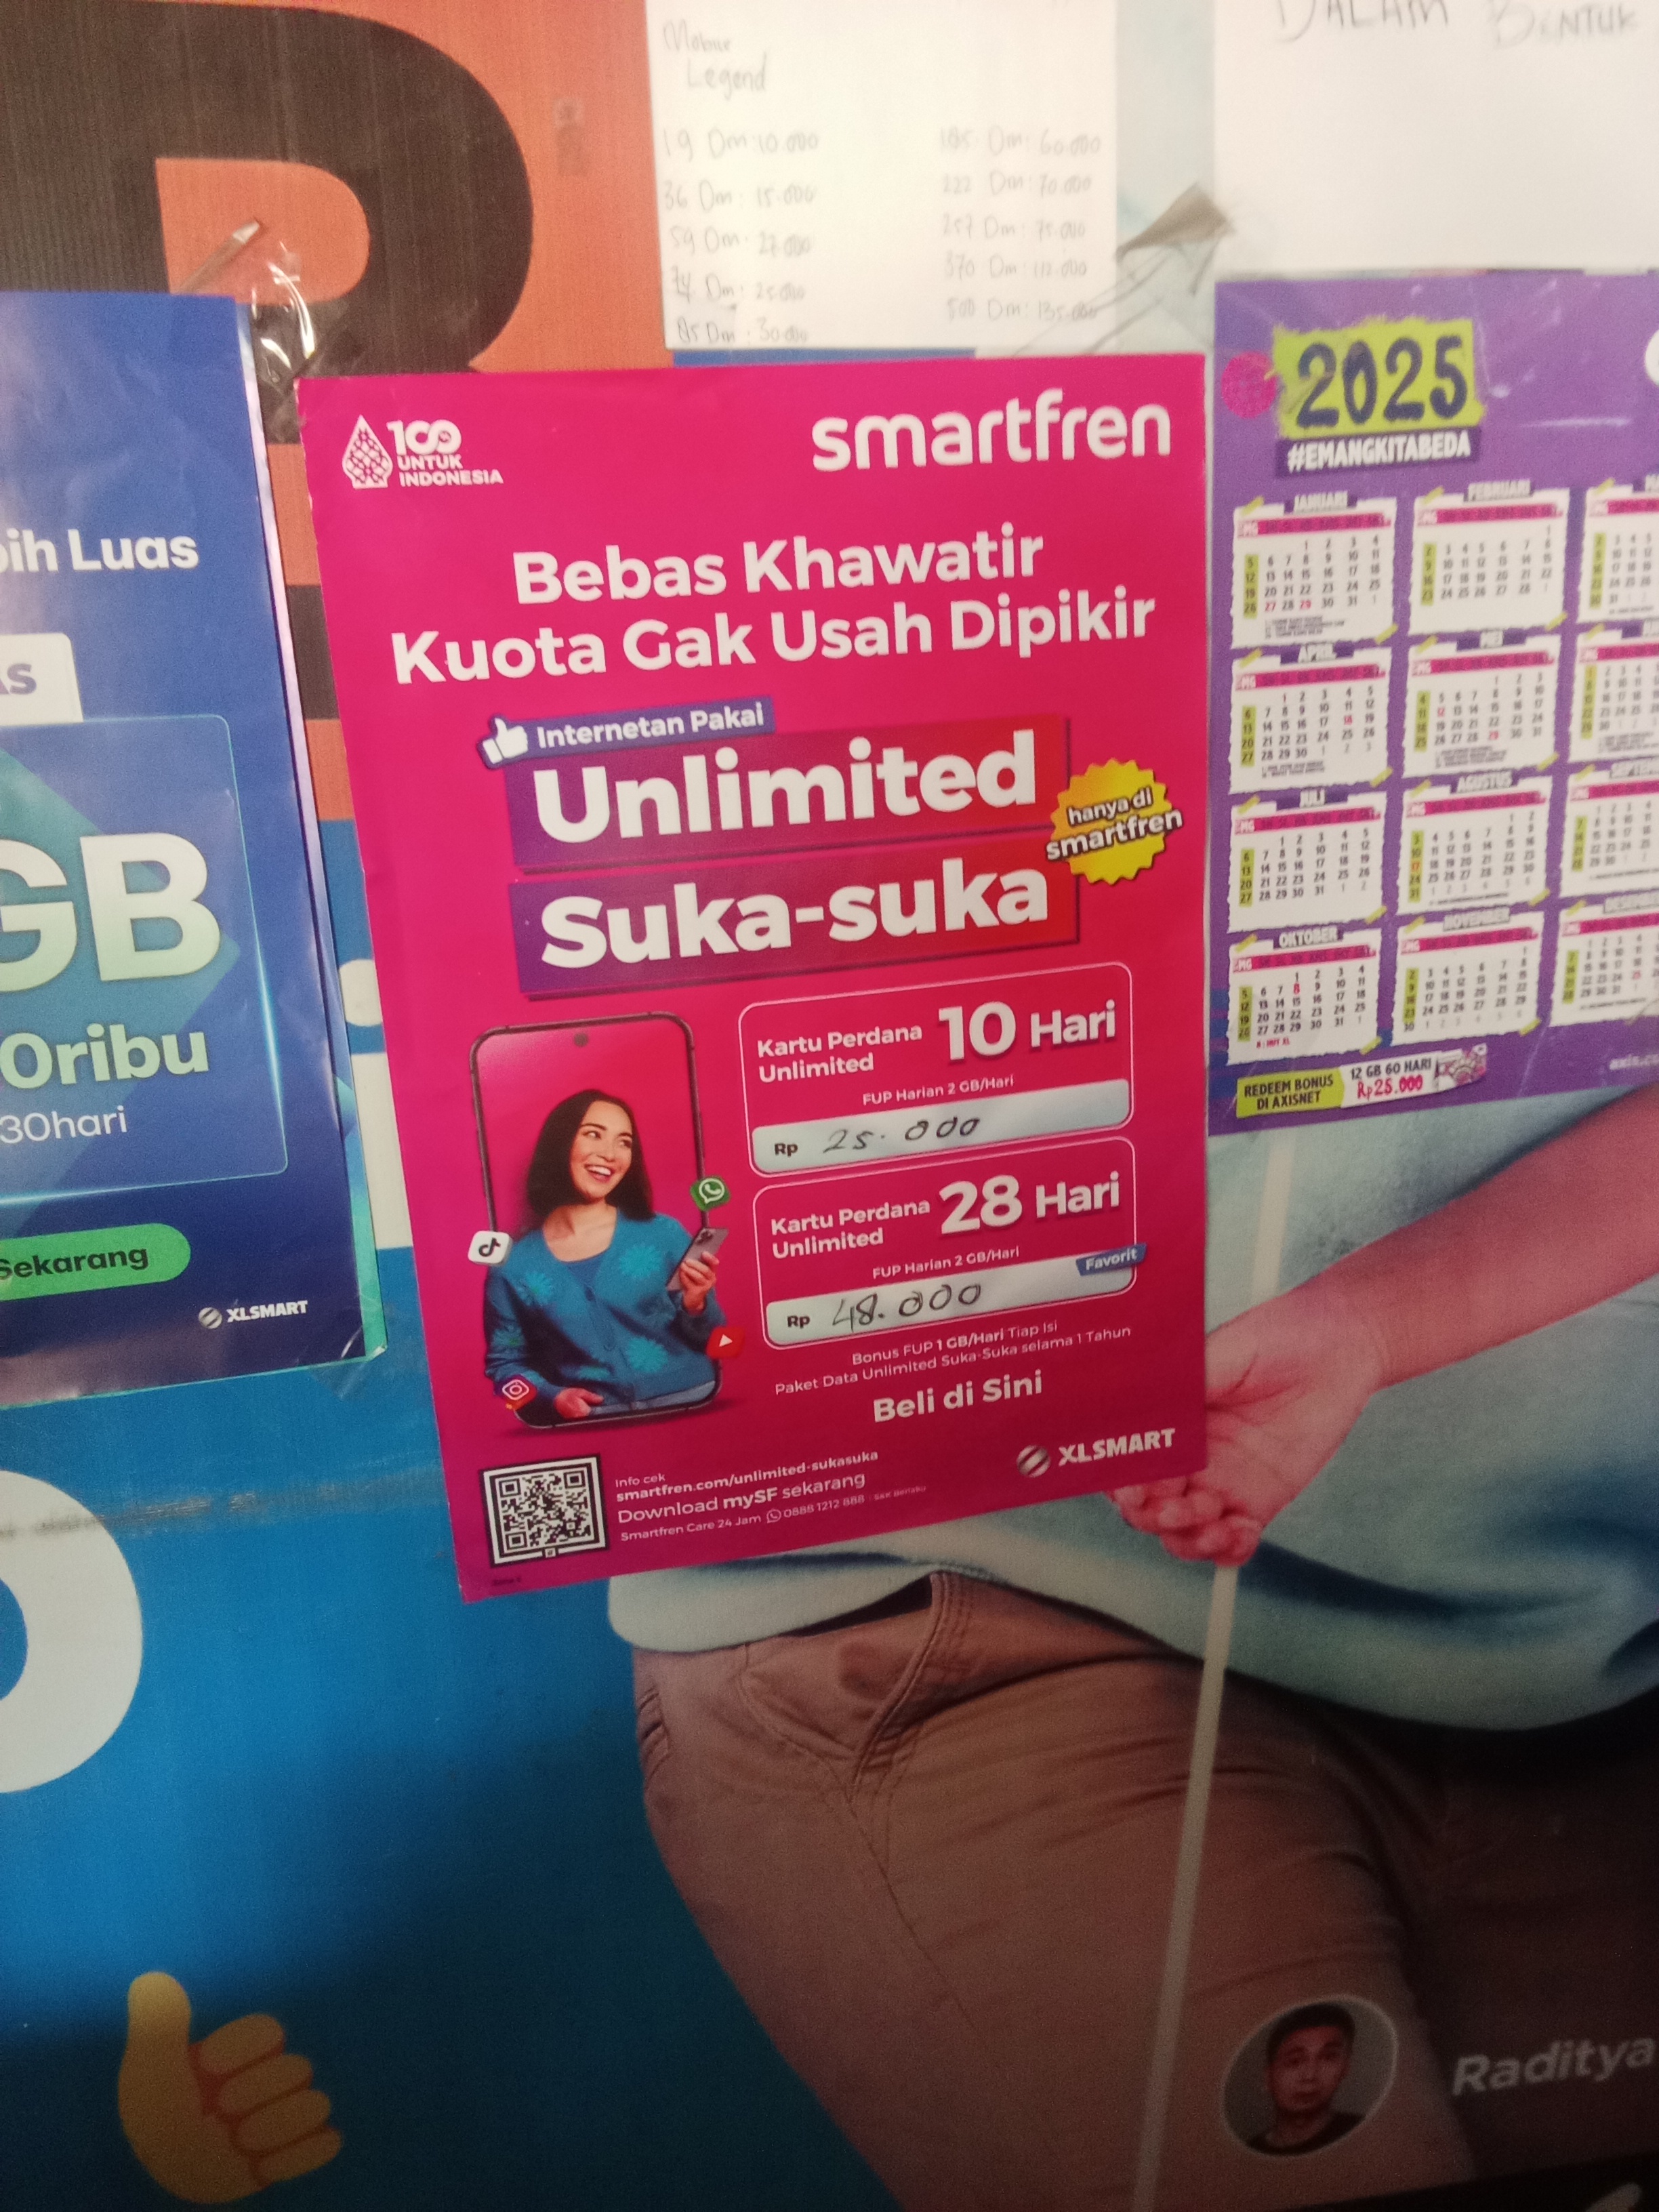 DALAM BENTUK
Mobile
Legend
19 Dm: 10.000
36 Dm: 15.000
59 Dm: 22.000
74 Dm: 25.000
85 Dm: 30.000
185 Dm: 60.000
222 Dm: 70.000
257 Dm: 75.000
370 Dm: 112.000
500 Dm: 135.000
Luas
GB
0ribu
30hari
Sekarang
XLSMART
100
UNTUK
INDONESIA
smartfren
Bebas Khawatir
Kuota Gak Usah Dipikir
Internetan Pakai
Unlimited
Suka-suka
hanya di
smartfren
Kartu Perdana
Unlimited
10 Hari
FUP Harian 2 GB/Hari
Rp 25.000
Kartu Perdana
Unlimited
28 Hari
FUP Harian 2 GB/Hari
Favorit
Rp 48.000
Bonus FUP 1 GB/Hari Tiap Isi
Paket Data Unlimited Suka-Suka selama 1 Tahun
Beli di Sini
XLSMART
Info cek
smartfren.com/unlimited-sukasuka
Download mySF sekarang
Smartfren Care 24 Jam 0888 1212 888 S&K Berlaku
2025
#EMANGKITABEDA
JANUARI
FEBRUARI
APRIL
MEI
JULI
AGUSTUS
OKTOBER
NOVEMBER
REDEEM BONUS
DI AXISNET
12 GB 60 HARI
Rp25.000
Raditya